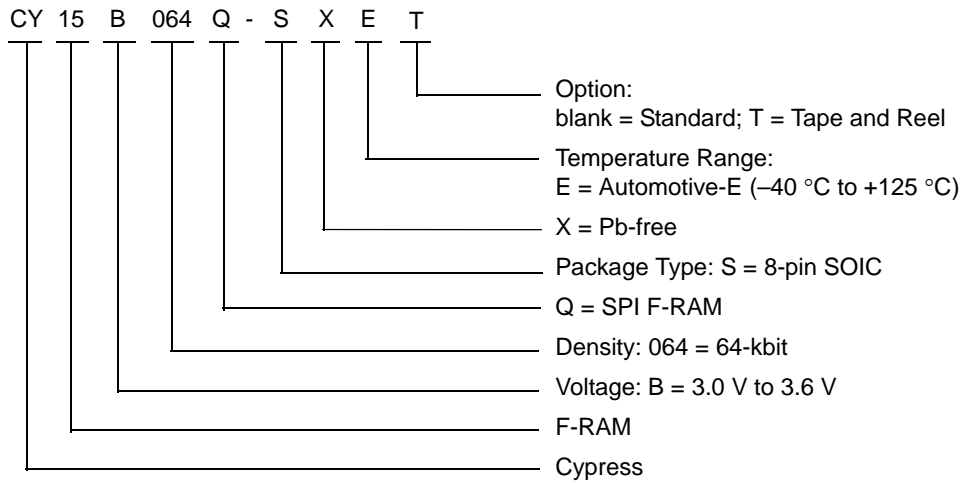 CY 15 B 064 Q - S X E T
Option:
blank = Standard; T = Tape and Reel
Temperature Range:
E = Automotive-E (–40 °C to +125 °C)
X = Pb-free
Package Type: S = 8-pin SOIC
Q = SPI F-RAM
Density: 064 = 64-kbit
Voltage: B = 3.0 V to 3.6 V
F-RAM
Cypress